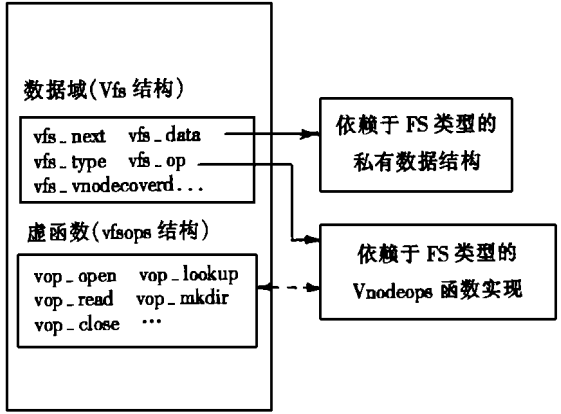 数据域(Vfs 结构)
vfs_next vfs_data
vfs_type vfs_op
vfs_vnodecoverd...
虚函数(vfsops 结构)
vop_open vop_lookup
vop_read vop_mkdir
vop_close ...
依赖于 FS 类型的
私有数据结构
依赖于 FS 类型的
Vnodeops 函数实现